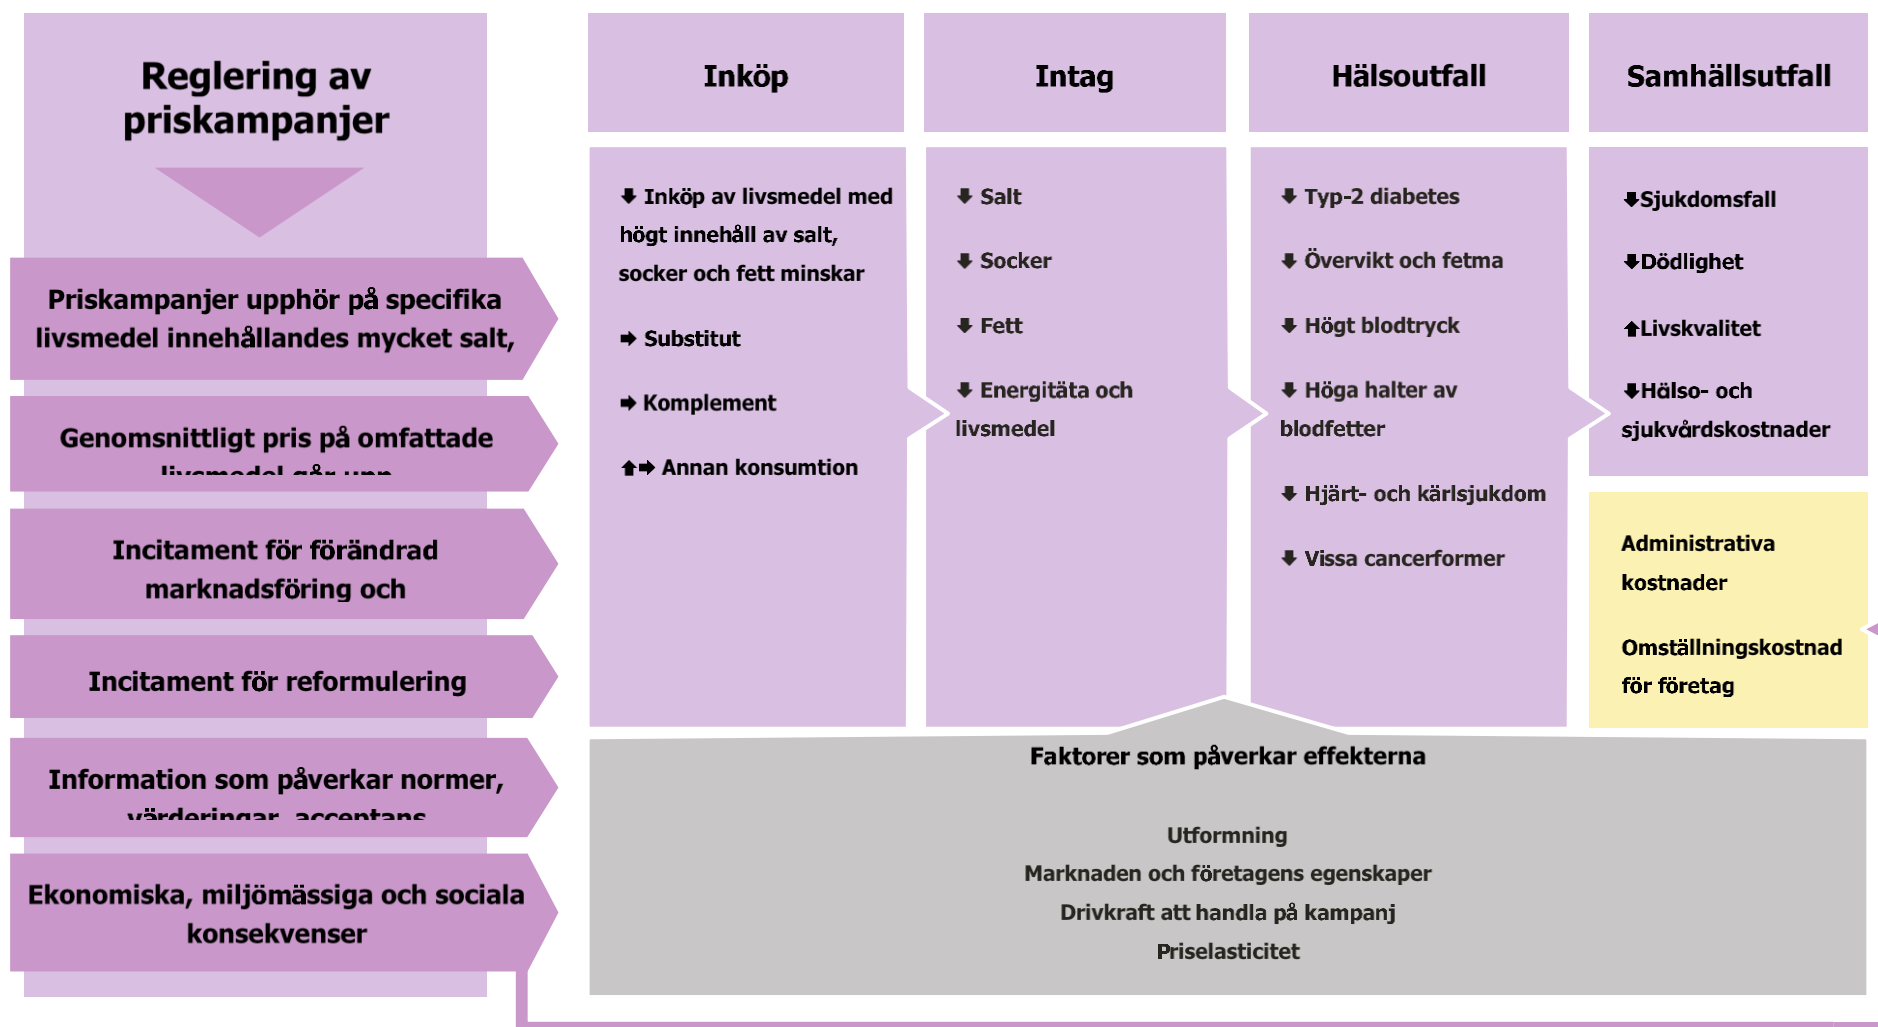 Reglering av
priskampanjer
Priskampanjer upphör på specifika
livsmedel innehållandes mycket salt,
Genomsnittligt pris på omfattade
livsmedel går upp
Incitament för förändrad
marknadsföring och
Incitament för reformulering
Information som påverkar normer,
värderingar, acceptans
Ekonomiska, miljömässiga och sociala
konsekvenser
Inköp
🡇 Inköp av livsmedel med
högt innehåll av salt,
socker och fett minskar
🡆 Substitut
🡆 Komplement
🡅🡆 Annan konsumtion
Intag
🡇 Salt
🡇 Socker
🡇 Fett
🡇 Energitäta och
livsmedel
Hälsoutfall
🡇 Typ-2 diabetes
🡇 Övervikt och fetma
🡇 Högt blodtryck
🡇 Höga halter av
blodfetter
🡇 Hjärt- och kärlsjukdom
🡇 Vissa cancerformer
Samhällsutfall
🡇Sjukdomsfall
🡇Dödlighet
🡅Livskvalitet
🡇Hälso- och
sjukvårdskostnader
Administrativa
kostnader
Omställningskostnad
för företag
Faktorer som påverkar effekterna
Utformning
Marknaden och företagens egenskaper
Drivkraft att handla på kampanj
Priselasticitet